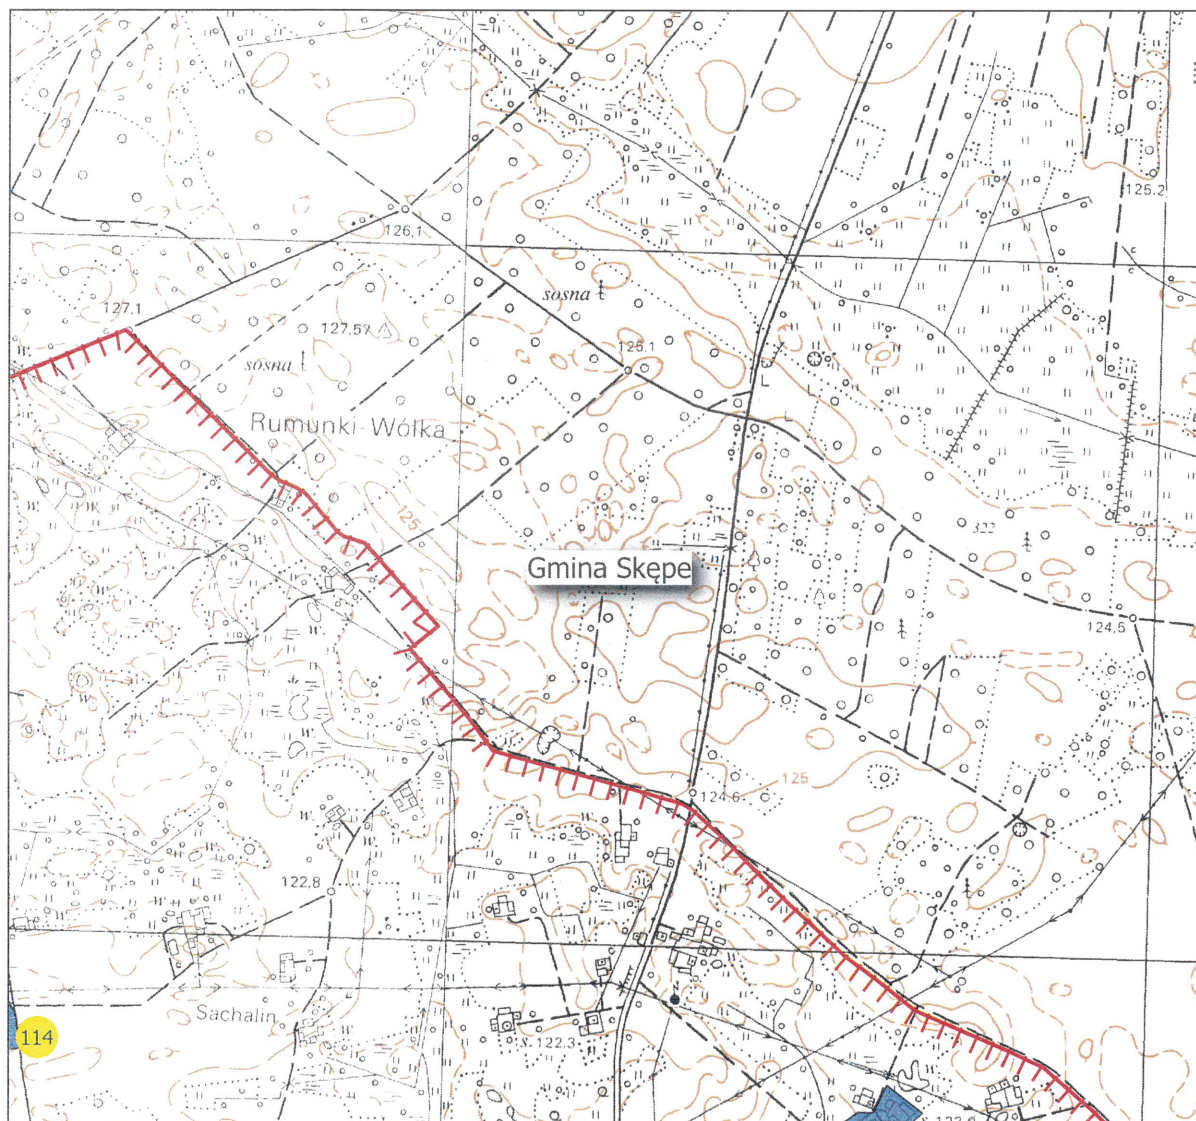 125.2
126,1
sosna
127.1
127.57
125.1
sosna
L
L
L
Rumunki-Wólka
125
322
Gmina Skępe
124,5
125
124.6
122.8
Sachalin
114
s. 122.3